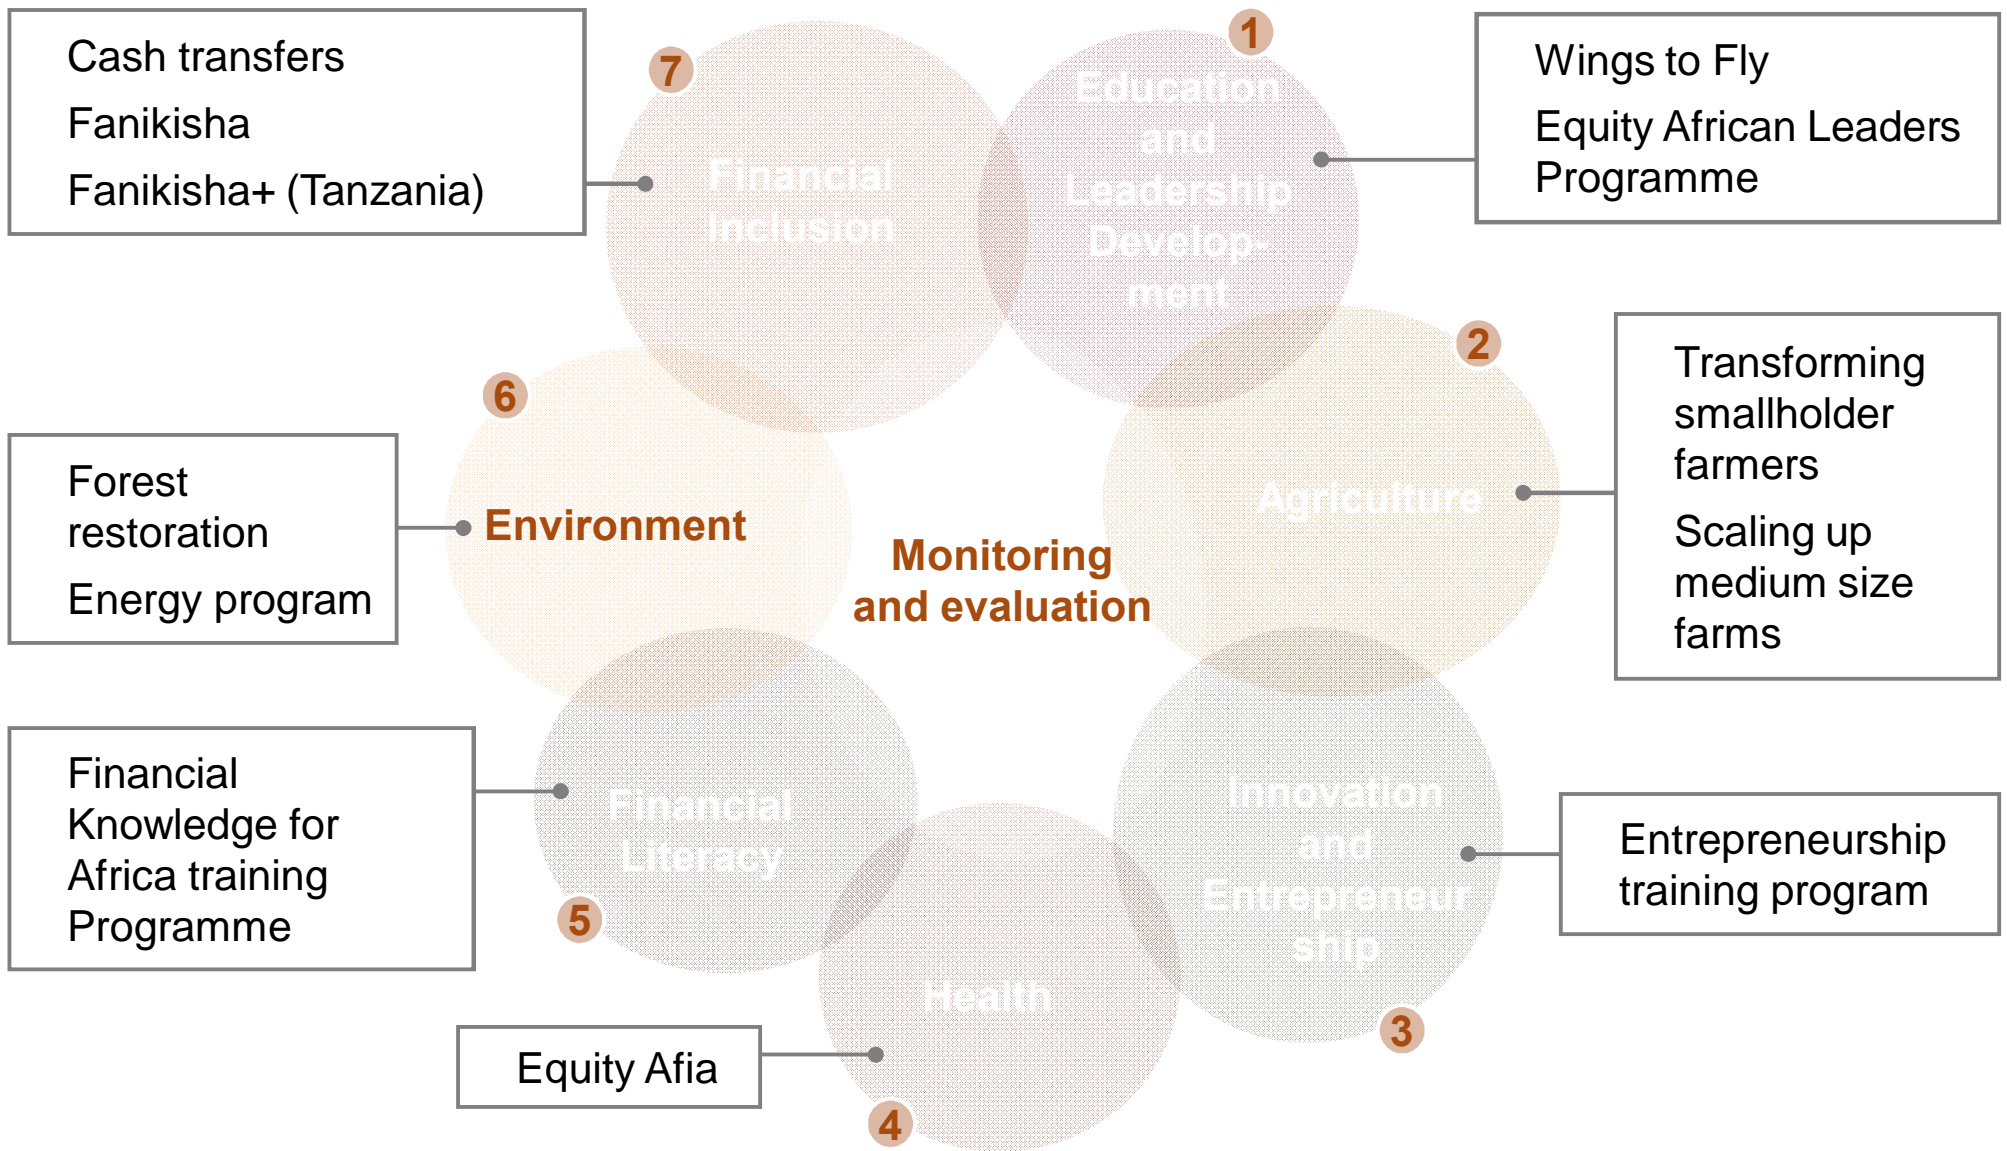 1
Education
and
Leadership
Develop-
ment
Wings to Fly
Equity African Leaders
Programme
2
Agriculture
Transforming
smallholder
farmers
Scaling up
medium size
farms
3
Innovation
and
Entrepreneur
ship
Entrepreneurship
training program
4
Health
Equity Afia
5
Financial
Literacy
Financial
Knowledge for
Africa training
Programme
6
Environment
Forest
restoration
Energy program
7
Financial
Inclusion
Cash transfers
Fanikisha
Fanikisha+ (Tanzania)
Monitoring
and evaluation